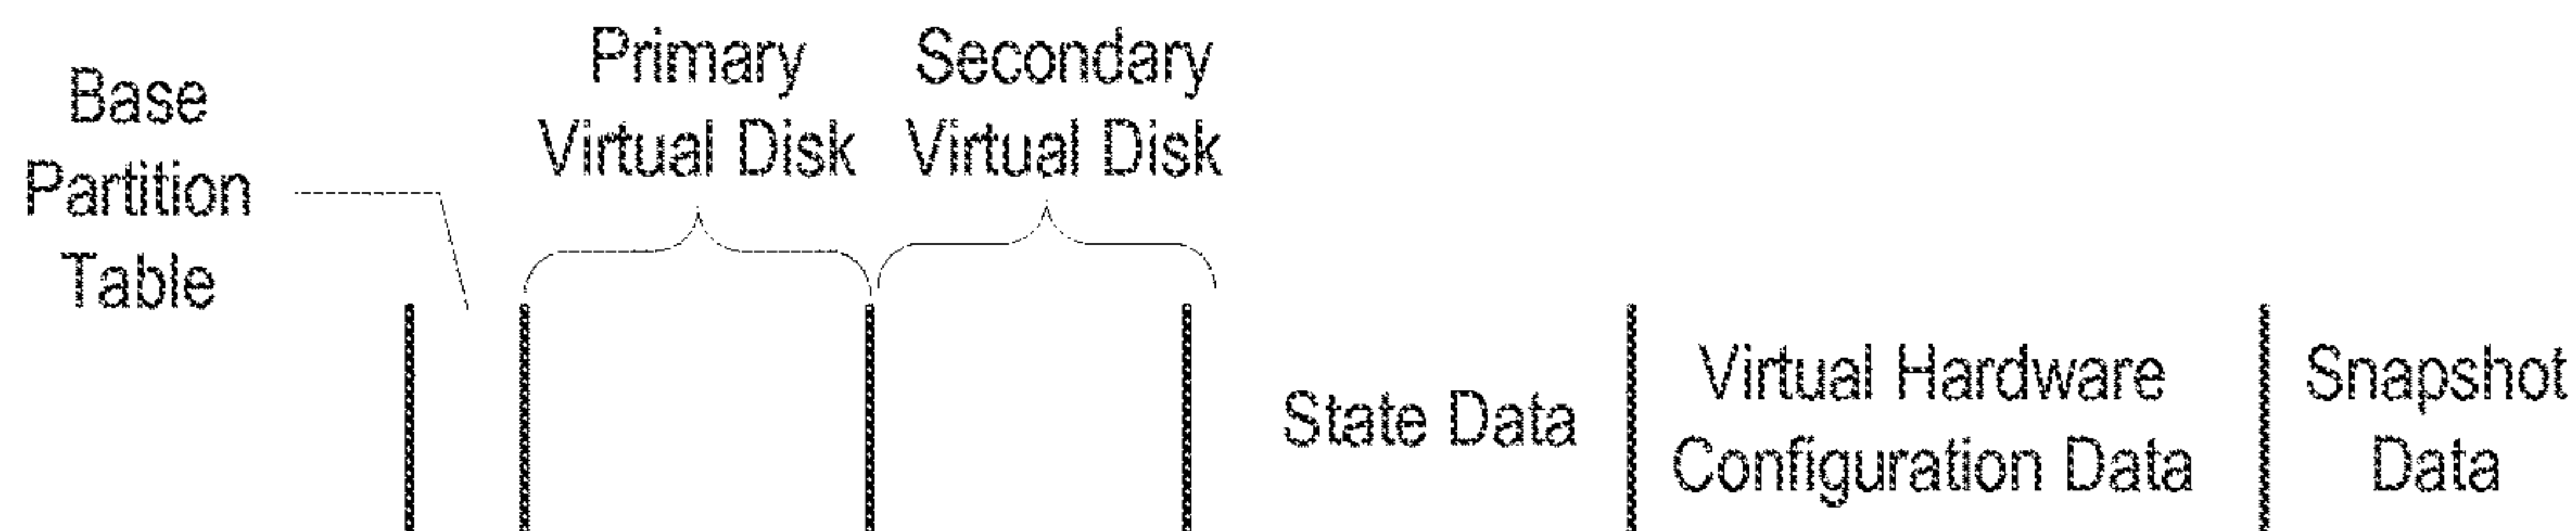 Base
Partition
Table
Primary
Virtual Disk
Secondary
Virtual Disk
State Data
Virtual Hardware
Configuration Data
Snapshot
Data